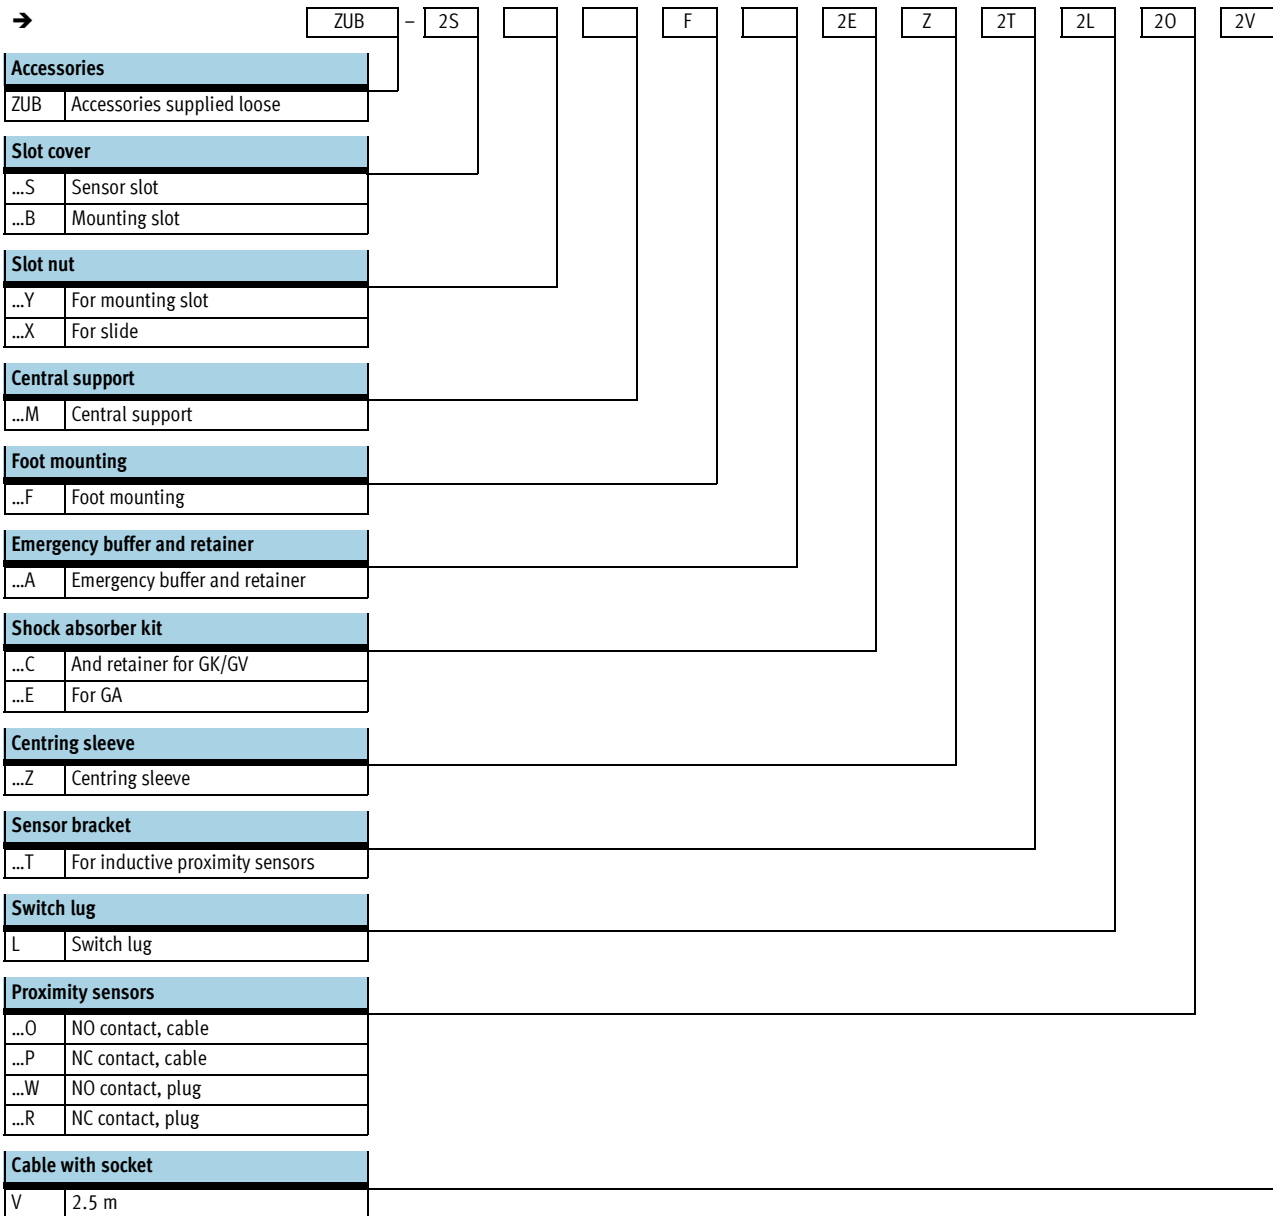 ➔ ZUB – 2S F 2E Z 2T 2L 2O 2V
Accessories
ZUB Accessories supplied loose
Slot cover
...S Sensor slot
...B Mounting slot
Slot nut
...Y For mounting slot
...X For slide
Central support
...M Central support
Foot mounting
...F Foot mounting
Emergency buffer and retainer
...A Emergency buffer and retainer
Shock absorber kit
...C And retainer for GK/GV
...E For GA
Centring sleeve
...Z Centring sleeve
Sensor bracket
...T For inductive proximity sensors
Switch lug
L Switch lug
Proximity sensors
...O NO contact, cable
...P NC contact, cable
...W NO contact, plug
...R NC contact, plug
Cable with socket
V 2.5 m